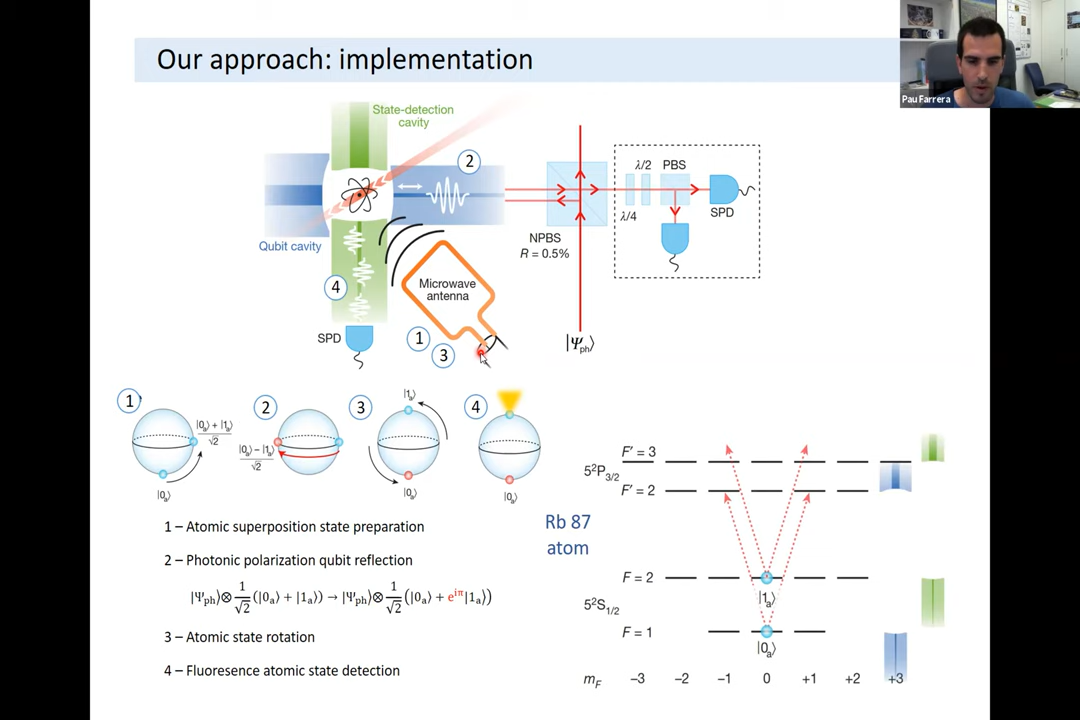 Our approach: implementation
Pau Farrera
State-detection
cavity
2
λ/2 PBS
λ/4
SPD
NPBS
R = 0.5%
Qubit cavity
4
Microwave
antenna
SPD
1
3
|Ψph⟩
1
|0a⟩ + |1a⟩
√2
|0a⟩
2
|0a⟩ − |1a⟩
√2
3
|1a⟩
|0a⟩
4
|0a⟩
1 – Atomic superposition state preparation
2 – Photonic polarization qubit reflection
|Ψph⟩⊗ 1/√2 (|0a⟩ + |1a⟩) → |Ψph⟩⊗ 1/√2 (|0a⟩ + e^iπ|1a⟩)
3 – Atomic state rotation
4 – Fluoresence atomic state detection
Rb 87
atom
F' = 3
5²P3/2
F' = 2
F = 2
|1a⟩
5²S1/2
F = 1
|0a⟩
mF −3 −2 −1 0 +1 +2 +3